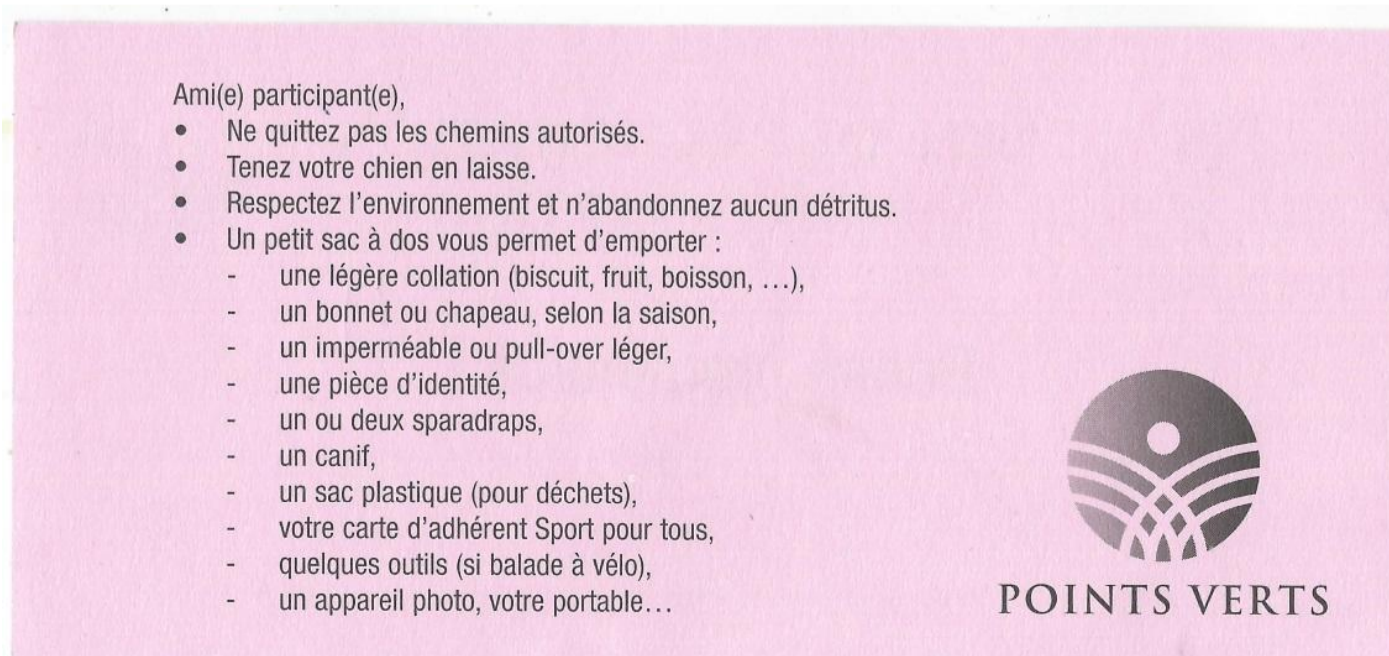 Ami(e) participant(e),
• Ne quittez pas les chemins autorisés.
• Tenez votre chien en laisse.
• Respectez l'environnement et n'abandonnez aucun détritus.
• Un petit sac à dos vous permet d'emporter :
- une légère collation (biscuit, fruit, boisson, …),
- un bonnet ou chapeau, selon la saison,
- un imperméable ou pull-over léger,
- une pièce d'identité,
- un ou deux sparadraps,
- un canif,
- un sac plastique (pour déchets),
- votre carte d'adhérent Sport pour tous,
- quelques outils (si balade à vélo),
- un appareil photo, votre portable…
POINTS VERTS